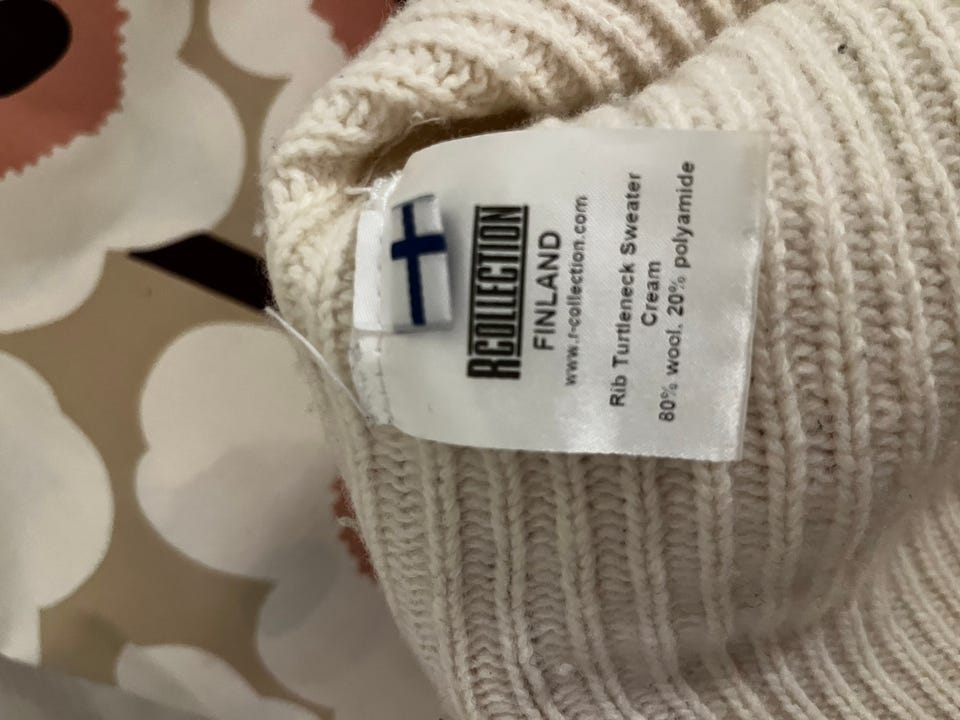 RCOLLECTION
FINLAND
www.r-collection.com
Rib Turtleneck Sweater
Cream
80% wool. 20% polyamide